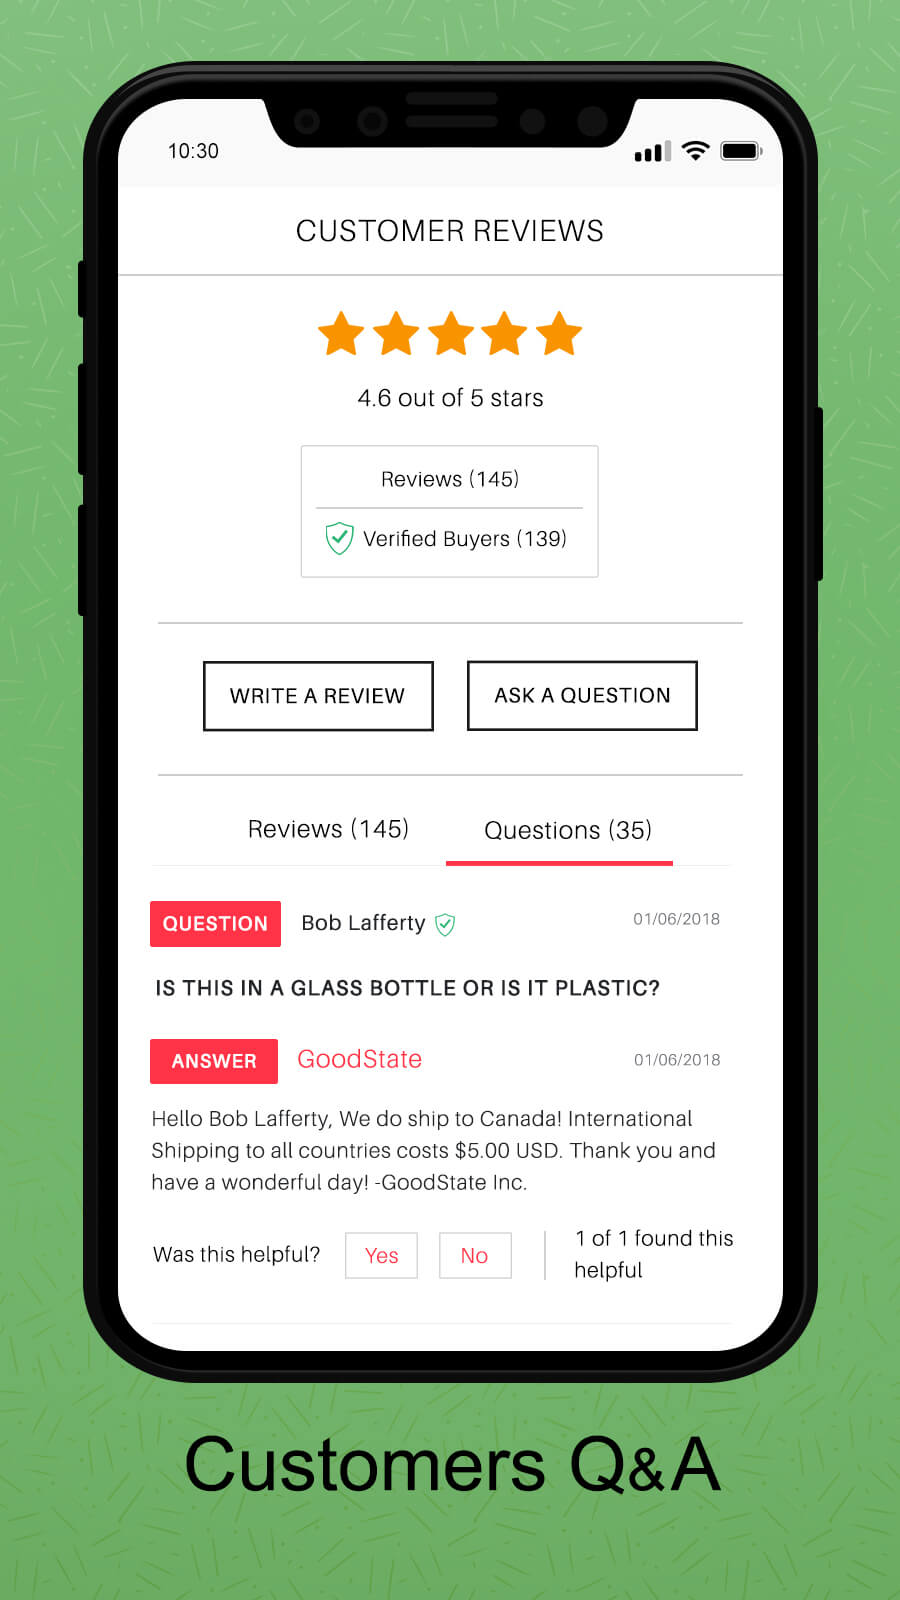 10:30
CUSTOMER REVIEWS
4.6 out of 5 stars
Reviews (145)
Verified Buyers (139)
WRITE A REVIEW
ASK A QUESTION
Reviews (145)
Questions (35)
QUESTION
Bob Lafferty
01/06/2018
IS THIS IN A GLASS BOTTLE OR IS IT PLASTIC?
ANSWER
GoodState
01/06/2018
Hello Bob Lafferty, We do ship to Canada! International
Shipping to all countries costs $5.00 USD. Thank you and
have a wonderful day! -GoodState Inc.
Was this helpful?
Yes
No
1 of 1 found this
helpful
Customers Q&A